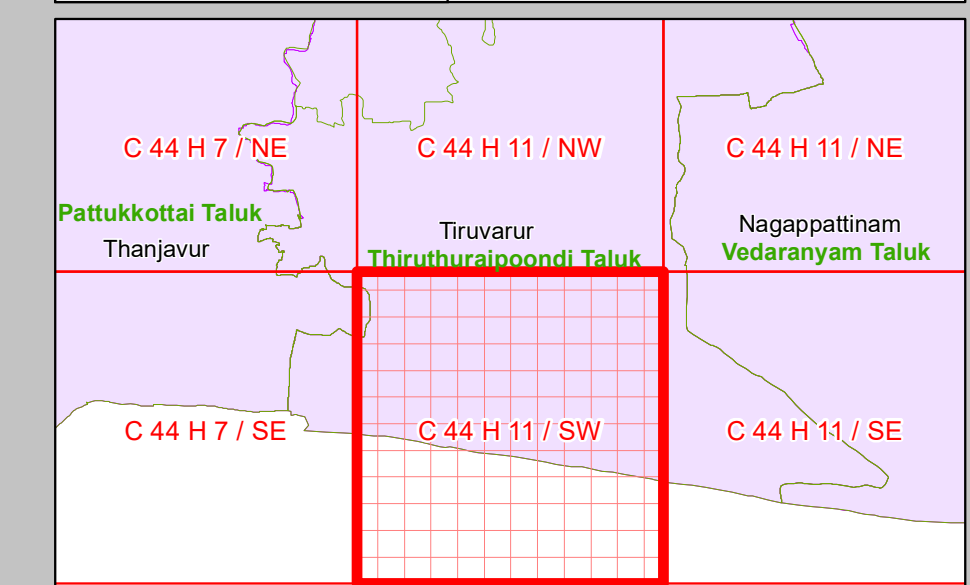 C 44 H 7 / NE
C 44 H 11 / NW
C 44 H 11 / NE
Pattukkottai Taluk
Thanjavur
Tiruvarur
Thiruthuraipoondi Taluk
Nagappattinam
Vedaranyam Taluk
C 44 H 7 / SE
C 44 H 11 / SW
C 44 H 11 / SE